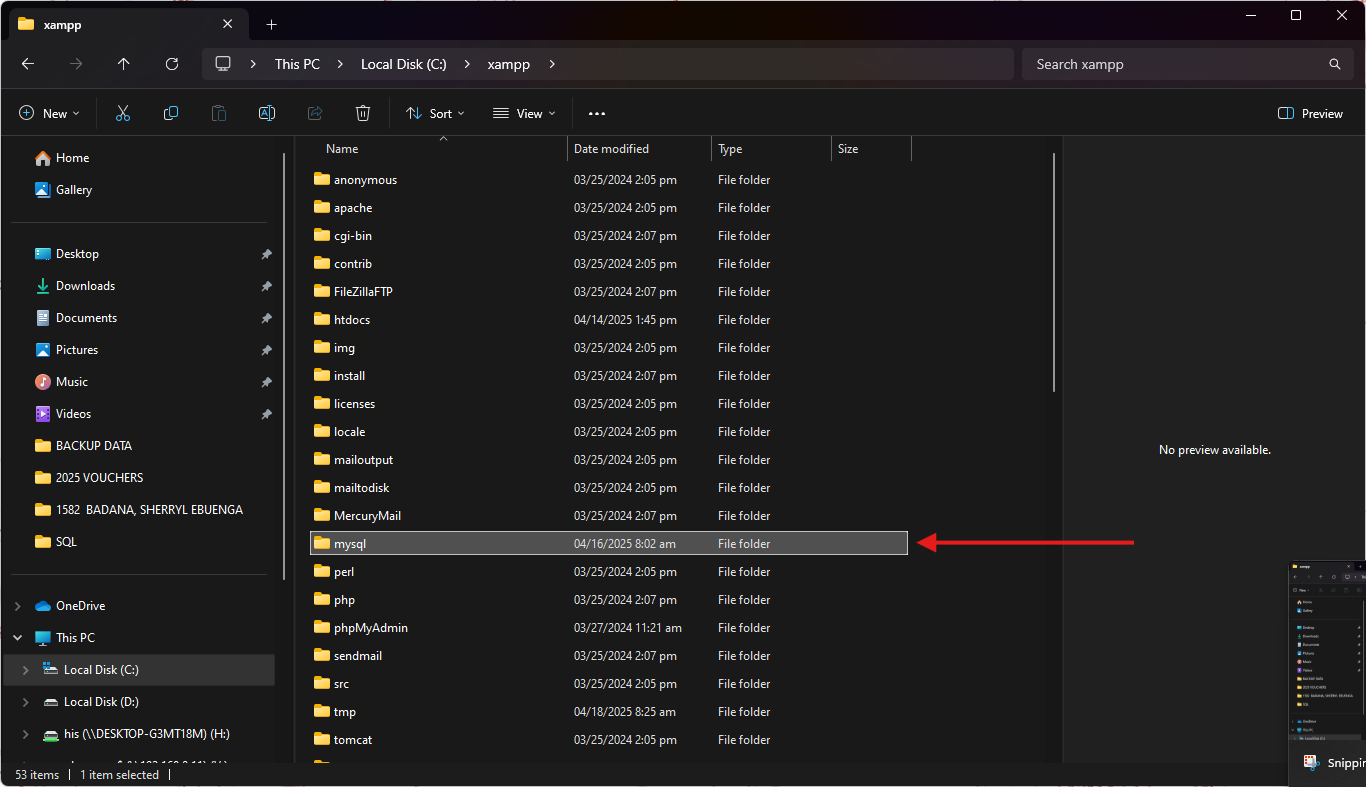 xampp
This PC Local Disk (C:) xampp
Search xampp
New
Sort
View
Preview
Home
Gallery
Desktop
Downloads
Documents
Pictures
Music
Videos
BACKUP DATA
2025 VOUCHERS
1582 BADANA, SHERRYL EBUENGA
SQL
OneDrive
This PC
Local Disk (C:)
Local Disk (D:)
his (\\DESKTOP-G3MT18M) (H:)
Name Date modified Type Size
anonymous 03/25/2024 2:05 pm File folder
apache 03/25/2024 2:05 pm File folder
cgi-bin 03/25/2024 2:07 pm File folder
contrib 03/25/2024 2:05 pm File folder
FileZillaFTP 03/25/2024 2:07 pm File folder
htdocs 04/14/2025 1:45 pm File folder
img 03/25/2024 2:05 pm File folder
install 03/25/2024 2:07 pm File folder
licenses 03/25/2024 2:05 pm File folder
locale 03/25/2024 2:05 pm File folder
mailoutput 03/25/2024 2:05 pm File folder
mailtodisk 03/25/2024 2:05 pm File folder
MercuryMail 03/25/2024 2:07 pm File folder
mysql 04/16/2025 8:02 am File folder
perl 03/25/2024 2:05 pm File folder
php 03/25/2024 2:07 pm File folder
phpMyAdmin 03/27/2024 11:21 am File folder
sendmail 03/25/2024 2:07 pm File folder
src 03/25/2024 2:05 pm File folder
tmp 04/18/2025 8:25 am File folder
tomcat 03/25/2024 2:05 pm File folder
No preview available.
Snippin
53 items 1 item selected